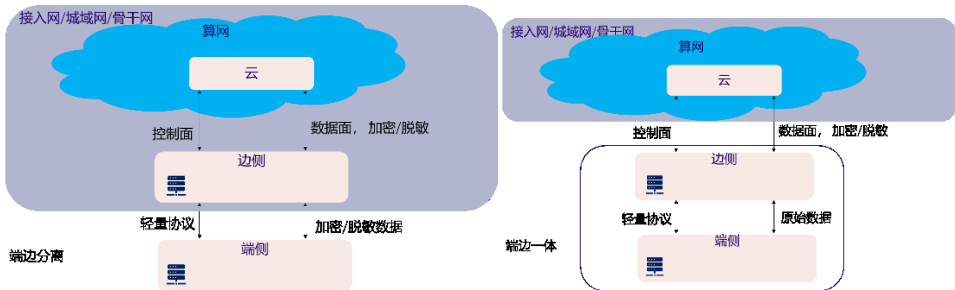 接入网/城域网/骨干网
算网
云
控制面
数据面，加密/脱敏
边侧
轻量协议
加密/脱敏数据
端边分离
端侧
接入网/城域网/骨干网
算网
云
控制面
数据面，加密/脱敏
边侧
轻量协议
原始数据
端边一体
端侧